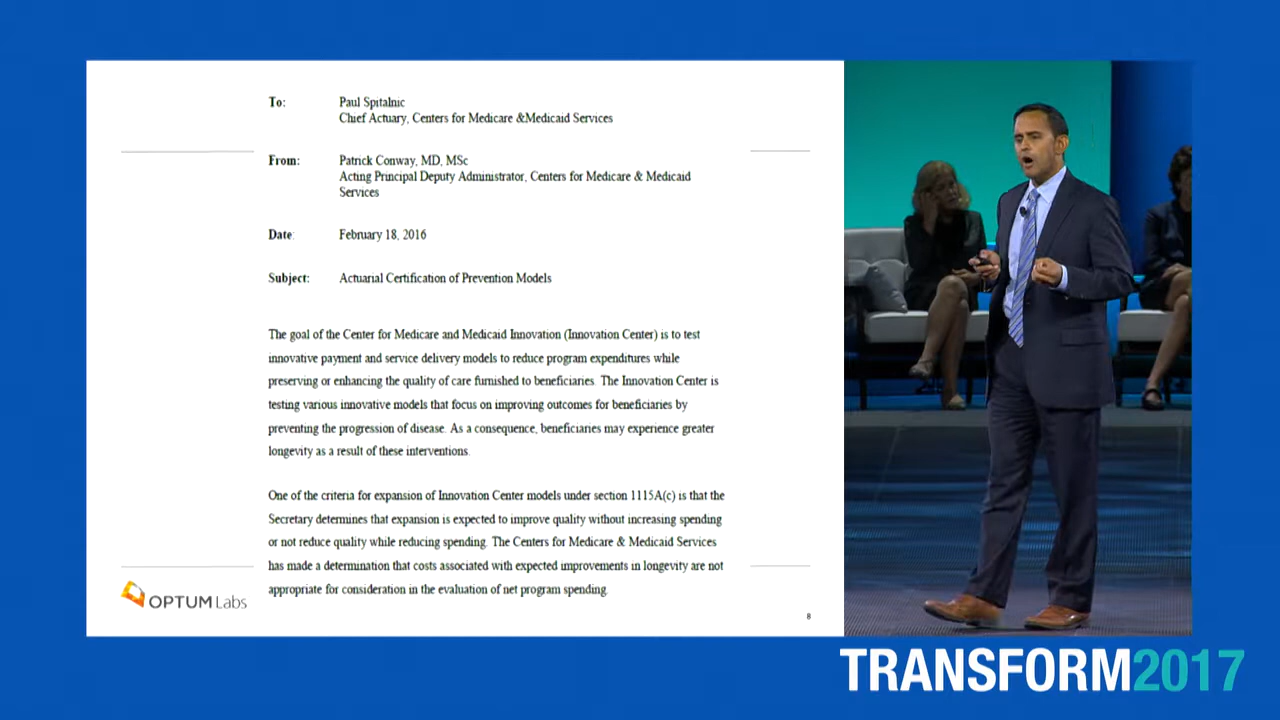 To: Paul Spitalnic
Chief Actuary, Centers for Medicare &Medicaid Services
From: Patrick Conway, MD, MSc
Acting Principal Deputy Administrator, Centers for Medicare & Medicaid
Services
Date: February 18, 2016
Subject: Actuarial Certification of Prevention Models
The goal of the Center for Medicare and Medicaid Innovation (Innovation Center) is to test
innovative payment and service delivery models to reduce program expenditures while
preserving or enhancing the quality of care furnished to beneficiaries. The Innovation Center is
testing various innovative models that focus on improving outcomes for beneficiaries by
preventing the progression of disease. As a consequence, beneficiaries may experience greater
longevity as a result of these interventions.
One of the criteria for expansion of Innovation Center models under section 1115A(c) is that the
Secretary determines that expansion is expected to improve quality without increasing spending
or not reduce quality while reducing spending. The Centers for Medicare & Medicaid Services
has made a determination that costs associated with expected improvements in longevity are not
appropriate for consideration in the evaluation of net program spending.
OPTUM Labs
8
TRANSFORM2017